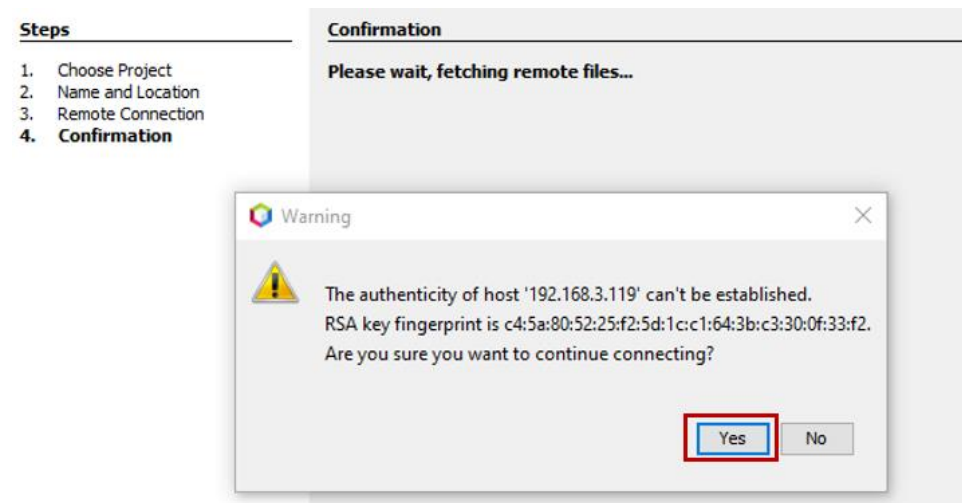 Steps
1. Choose Project
2. Name and Location
3. Remote Connection
4. Confirmation
Confirmation
Please wait, fetching remote files...
Warning
The authenticity of host '192.168.3.119' can't be established.
RSA key fingerprint is c4:5a:80:52:25:f2:5d:1c:c1:64:3b:c3:30:0f:33:f2.
Are you sure you want to continue connecting?
Yes No